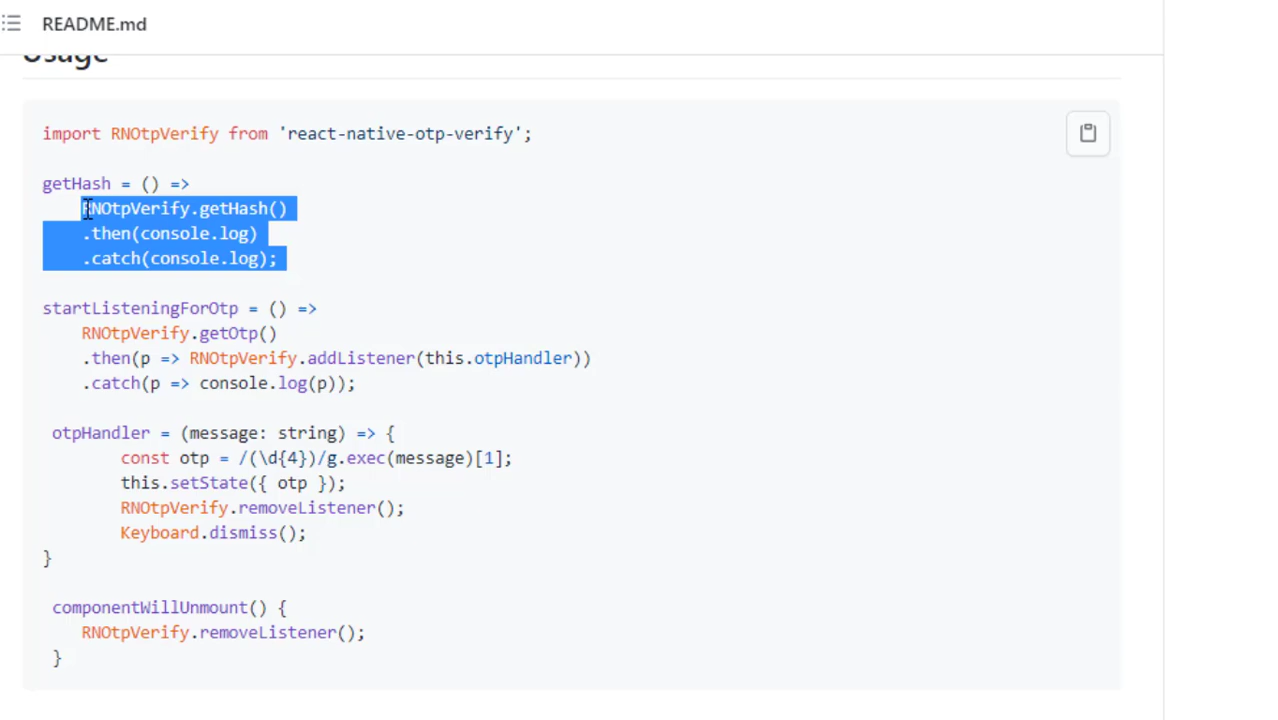 README.md
Usage
import RNOtpVerify from 'react-native-otp-verify';
getHash = () =>
RNOtpVerify.getHash()
.then(console.log)
.catch(console.log);
startListeningForOtp = () =>
RNOtpVerify.getOtp()
.then(p => RNOtpVerify.addListener(this.otpHandler))
.catch(p => console.log(p));
otpHandler = (message: string) => {
const otp = /(\d{4})/g.exec(message)[1];
this.setState({ otp });
RNOtpVerify.removeListener();
Keyboard.dismiss();
}
componentWillUnmount() {
RNOtpVerify.removeListener();
}